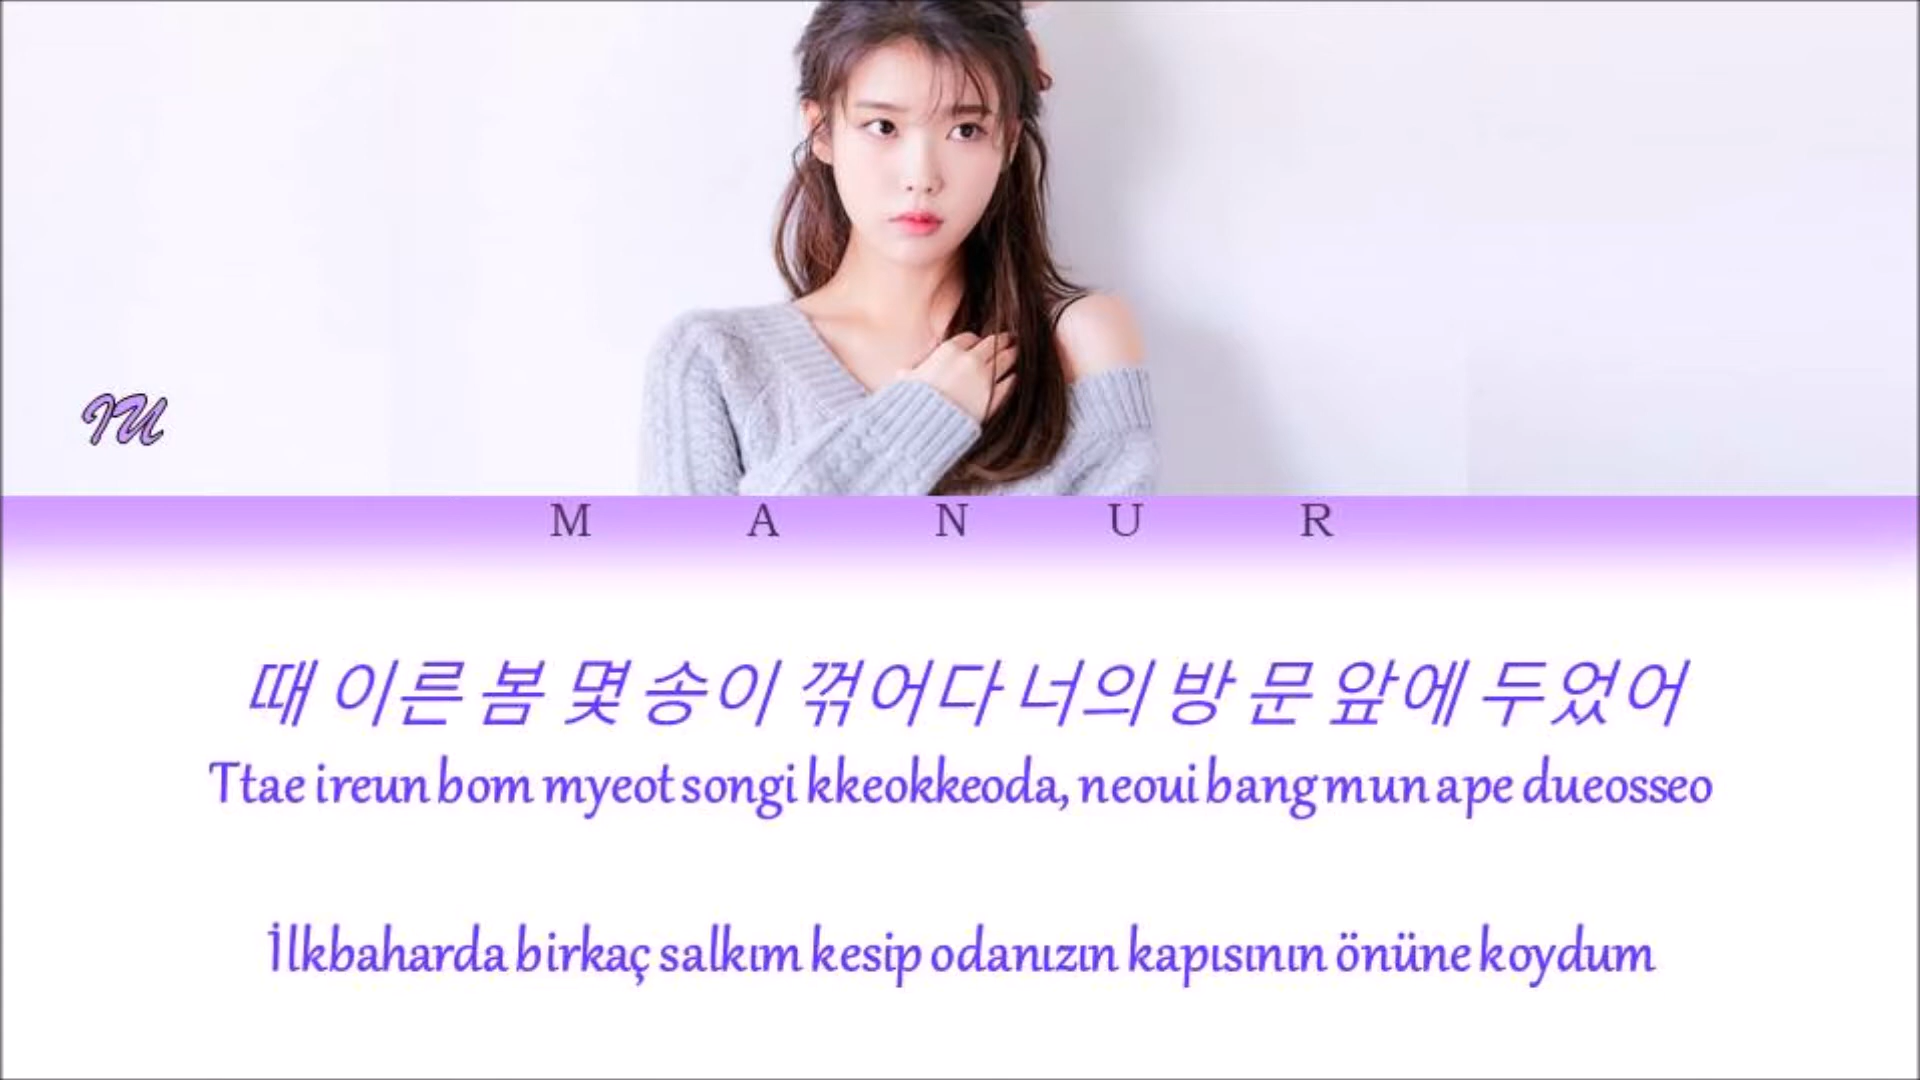 IU
M A N U R
때 이른 봄 몇 송이 꺾어다 너의 방 문 앞에 두었어
Ttae ireun bom myeot songi kkeokkeoda, neoui bang mun ape dueosseo
İlkbaharda birkaç salkım kesip odanızın kapısının önüne koydum